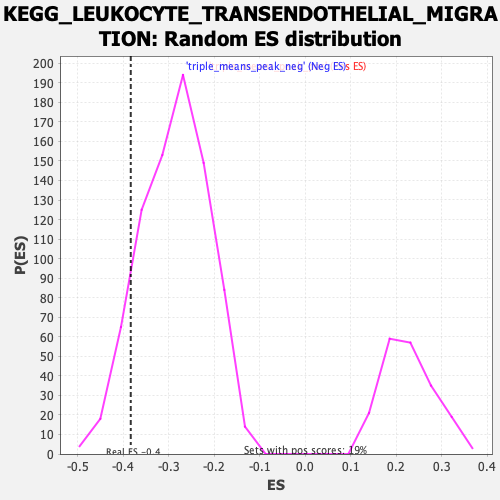 KEGG_LEUKOCYTE_TRANSENDOTHELIAL_MIGRA
TION: Random ES distribution
'triple_means_peak_neg' (Neg ES)s ES)
200
190
180
170
160
150
140
130
120
110
100
90
80
70
60
50
40
30
20
10
0
P(ES)
Real ES -0.4
Sets with pos scores: 19%
-0.5 -0.4 -0.3 -0.2 -0.1 0.0 0.1 0.2 0.3 0.4
ES